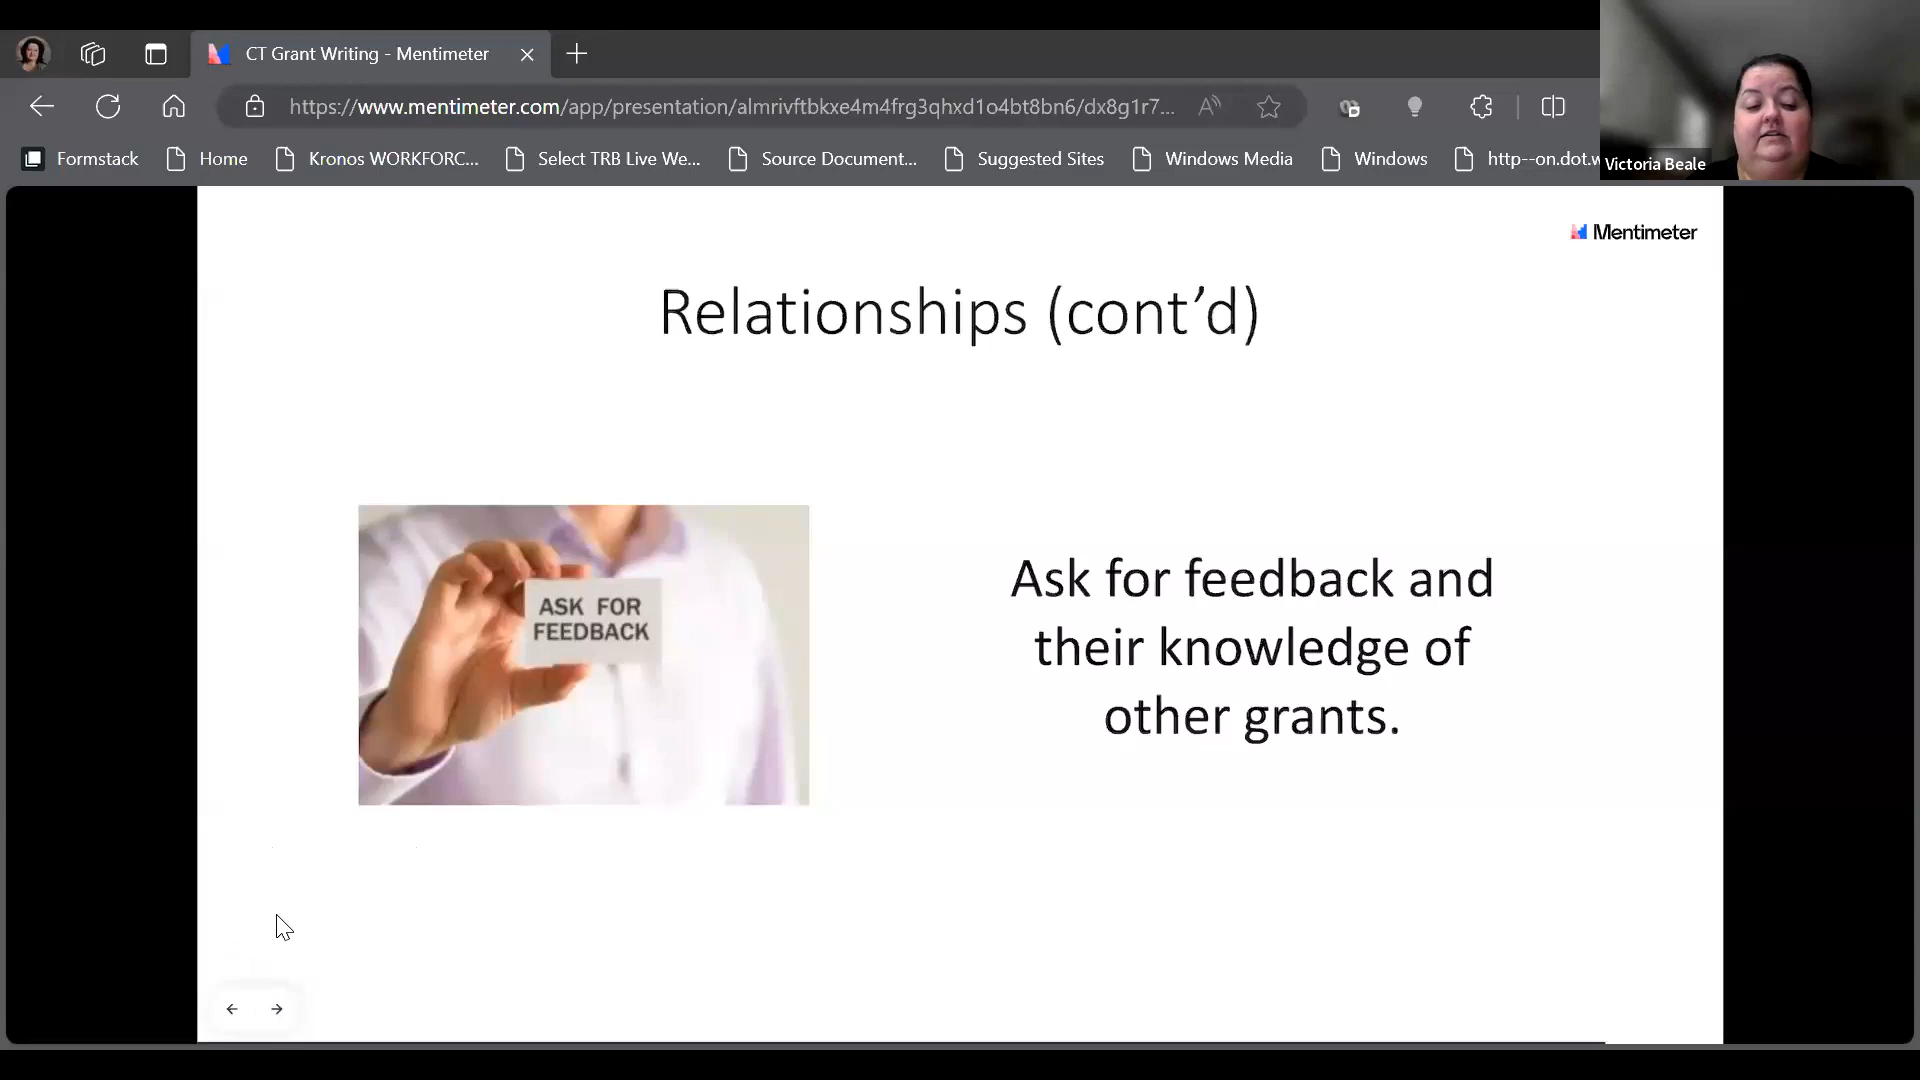 CT Grant Writing - Mentimeter
https://www.mentimeter.com/app/presentation/almrivftbkxe4m4frg3qhxd1o4bt8bn6/dx8g1r7...
Formstack
Home
Kronos WORKFORC...
Select TRB Live We...
Source Document...
Suggested Sites
Windows Media
Windows
http--on.dot.w
Victoria Beale
Mentimeter
Relationships (cont’d)
ASK FOR
FEEDBACK
Ask for feedback and
their knowledge of
other grants.